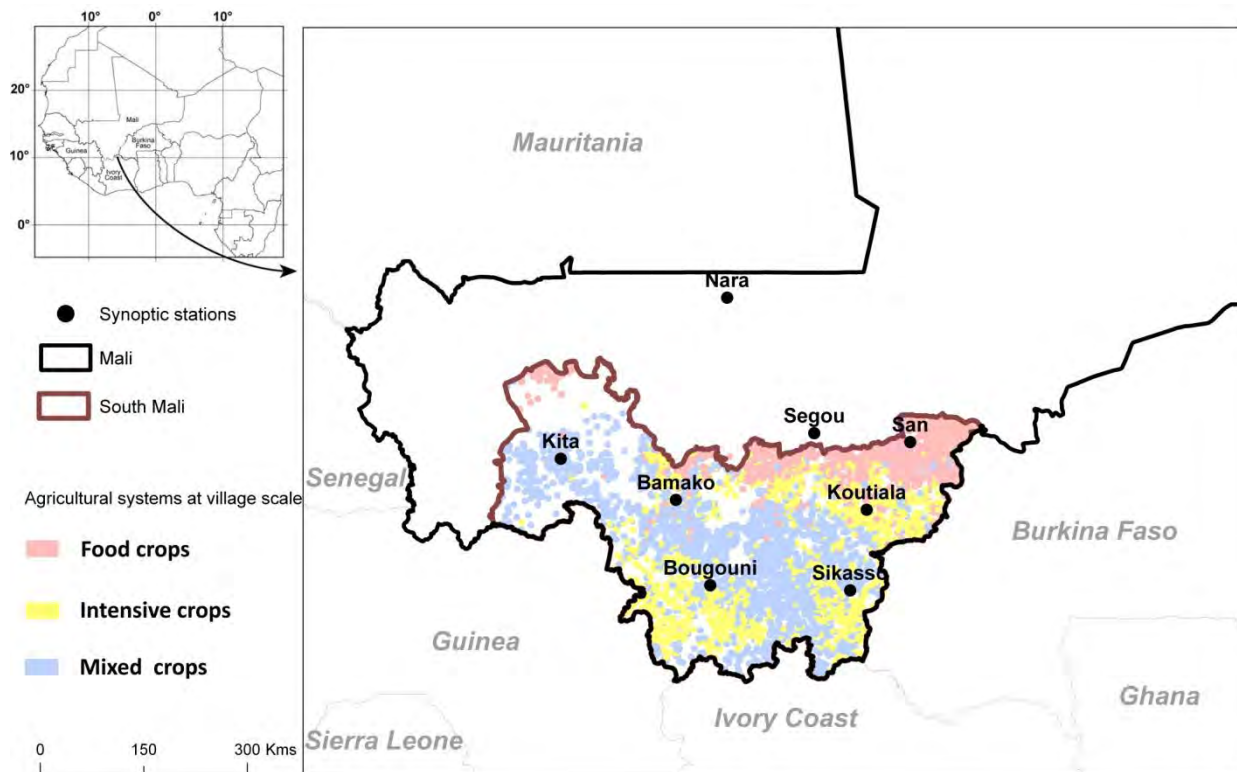 10°
0°
10°
20°
10°
0°
Mali
Burkina
Faso
Guinea
Ivory
Coast
Synoptic stations
Mali
South Mali
Agricultural systems at village scale
Food crops
Intensive crops
Mixed crops
0
150
300 Kms
Mauritania
Nara
Segou
San
Kita
Senegal
Bamako
Koutiala
Burkina Faso
Bougouni
Sikasso
Guinea
Ghana
Ivory Coast
Sierra Leone